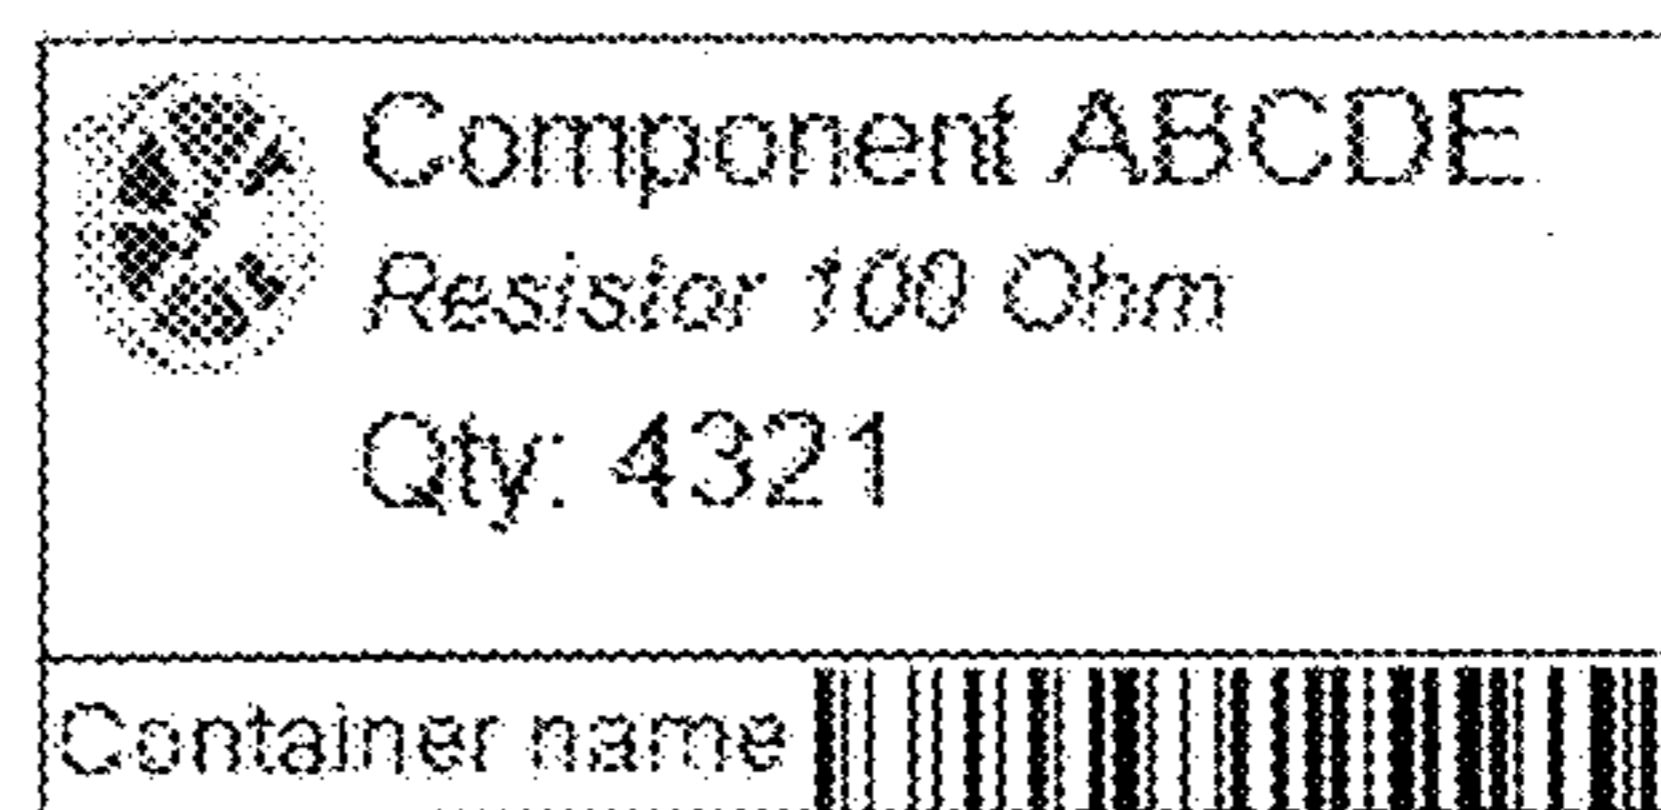 Component ABCDE
Resistor 100 Ohm
Qty: 4321
Container name